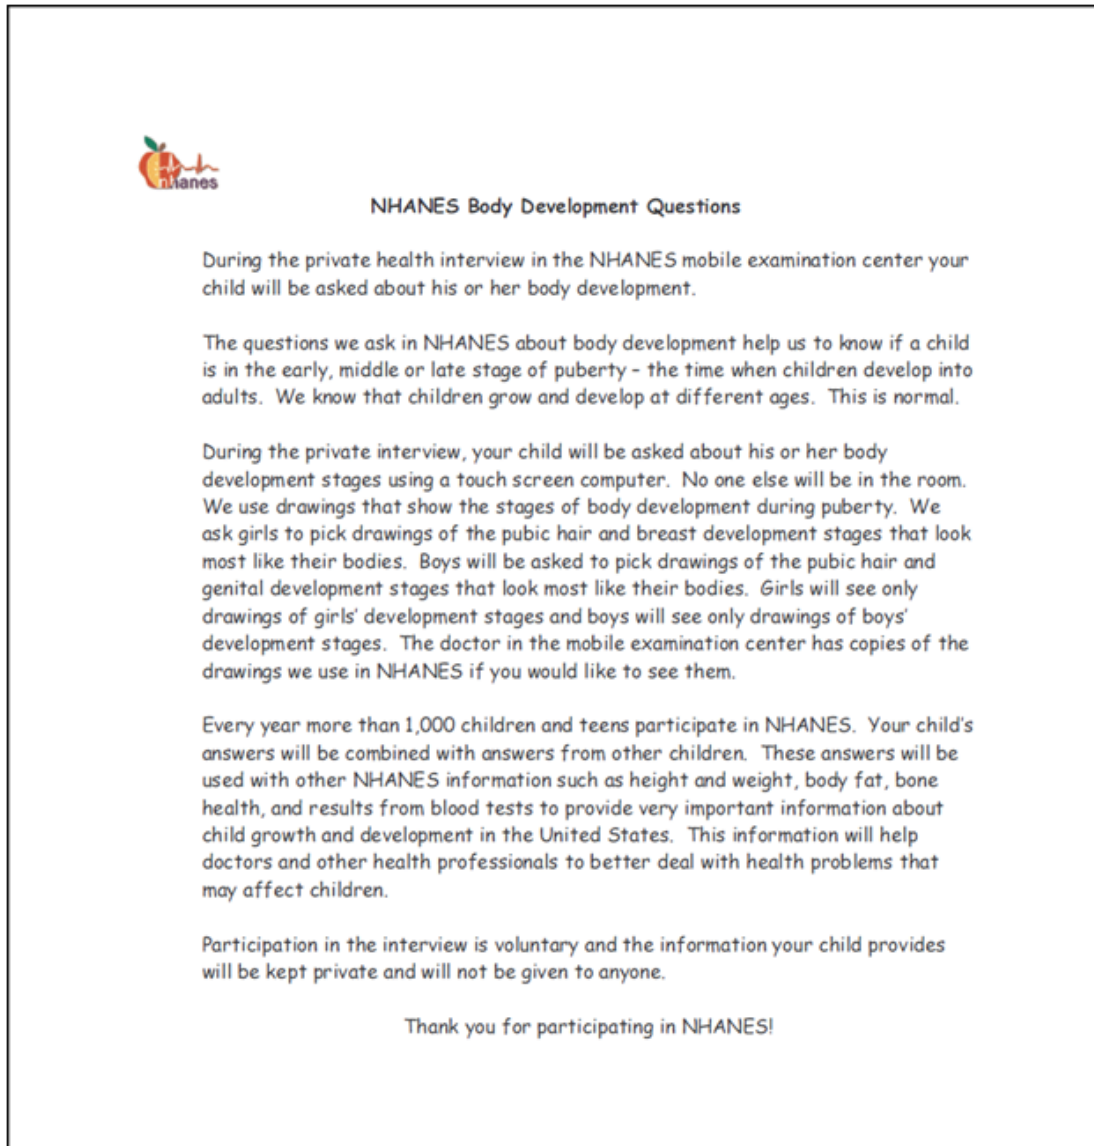 nhanes
NHANES Body Development Questions
During the private health interview in the NHANES mobile examination center your
child will be asked about his or her body development.
The questions we ask in NHANES about body development help us to know if a child
is in the early, middle or late stage of puberty – the time when children develop into
adults.  We know that children grow and develop at different ages.  This is normal.
During the private interview, your child will be asked about his or her body
development stages using a touch screen computer.  No one else will be in the room.
We use drawings that show the stages of body development during puberty.  We
ask girls to pick drawings of the pubic hair and breast development stages that look
most like their bodies.  Boys will be asked to pick drawings of the pubic hair and
genital development stages that look most like their bodies.  Girls will see only
drawings of girls' development stages and boys will see only drawings of boys'
development stages.  The doctor in the mobile examination center has copies of the
drawings we use in NHANES if you would like to see them.
Every year more than 1,000 children and teens participate in NHANES.  Your child's
answers will be combined with answers from other children.  These answers will be
used with other NHANES information such as height and weight, body fat, bone
health, and results from blood tests to provide very important information about
child growth and development in the United States.  This information will help
doctors and other health professionals to better deal with health problems that
may affect children.
Participation in the interview is voluntary and the information your child provides
will be kept private and will not be given to anyone.
Thank you for participating in NHANES!